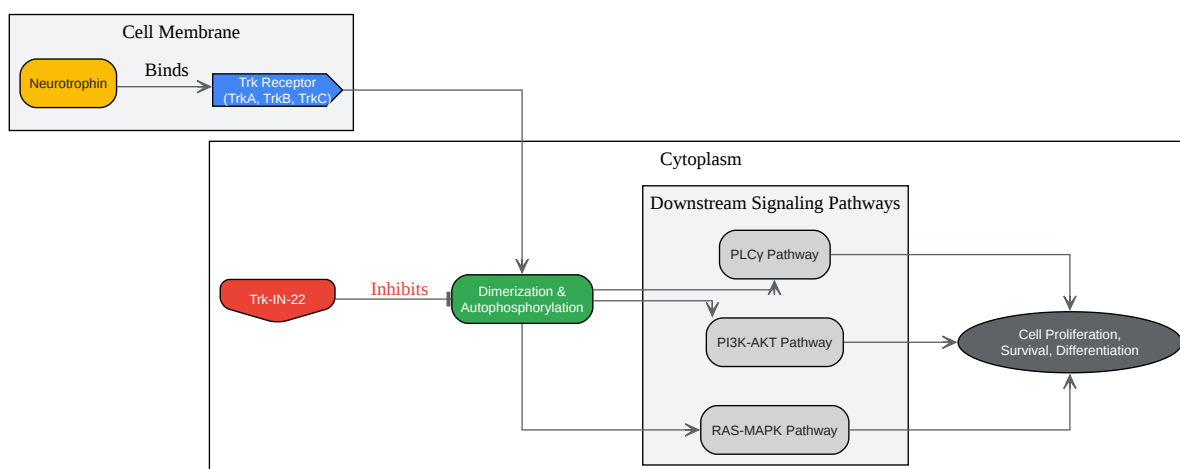 Cell Membrane
Neurotrophin
Binds
Trk Receptor
(TrkA, TrkB, TrkC)
Cytoplasm
Downstream Signaling Pathways
PLCγ Pathway
Trk-IN-22
Inhibits
Dimerization &
Autophosphorylation
PI3K-AKT Pathway
Cell Proliferation,
Survival, Differentiation
RAS-MAPK Pathway